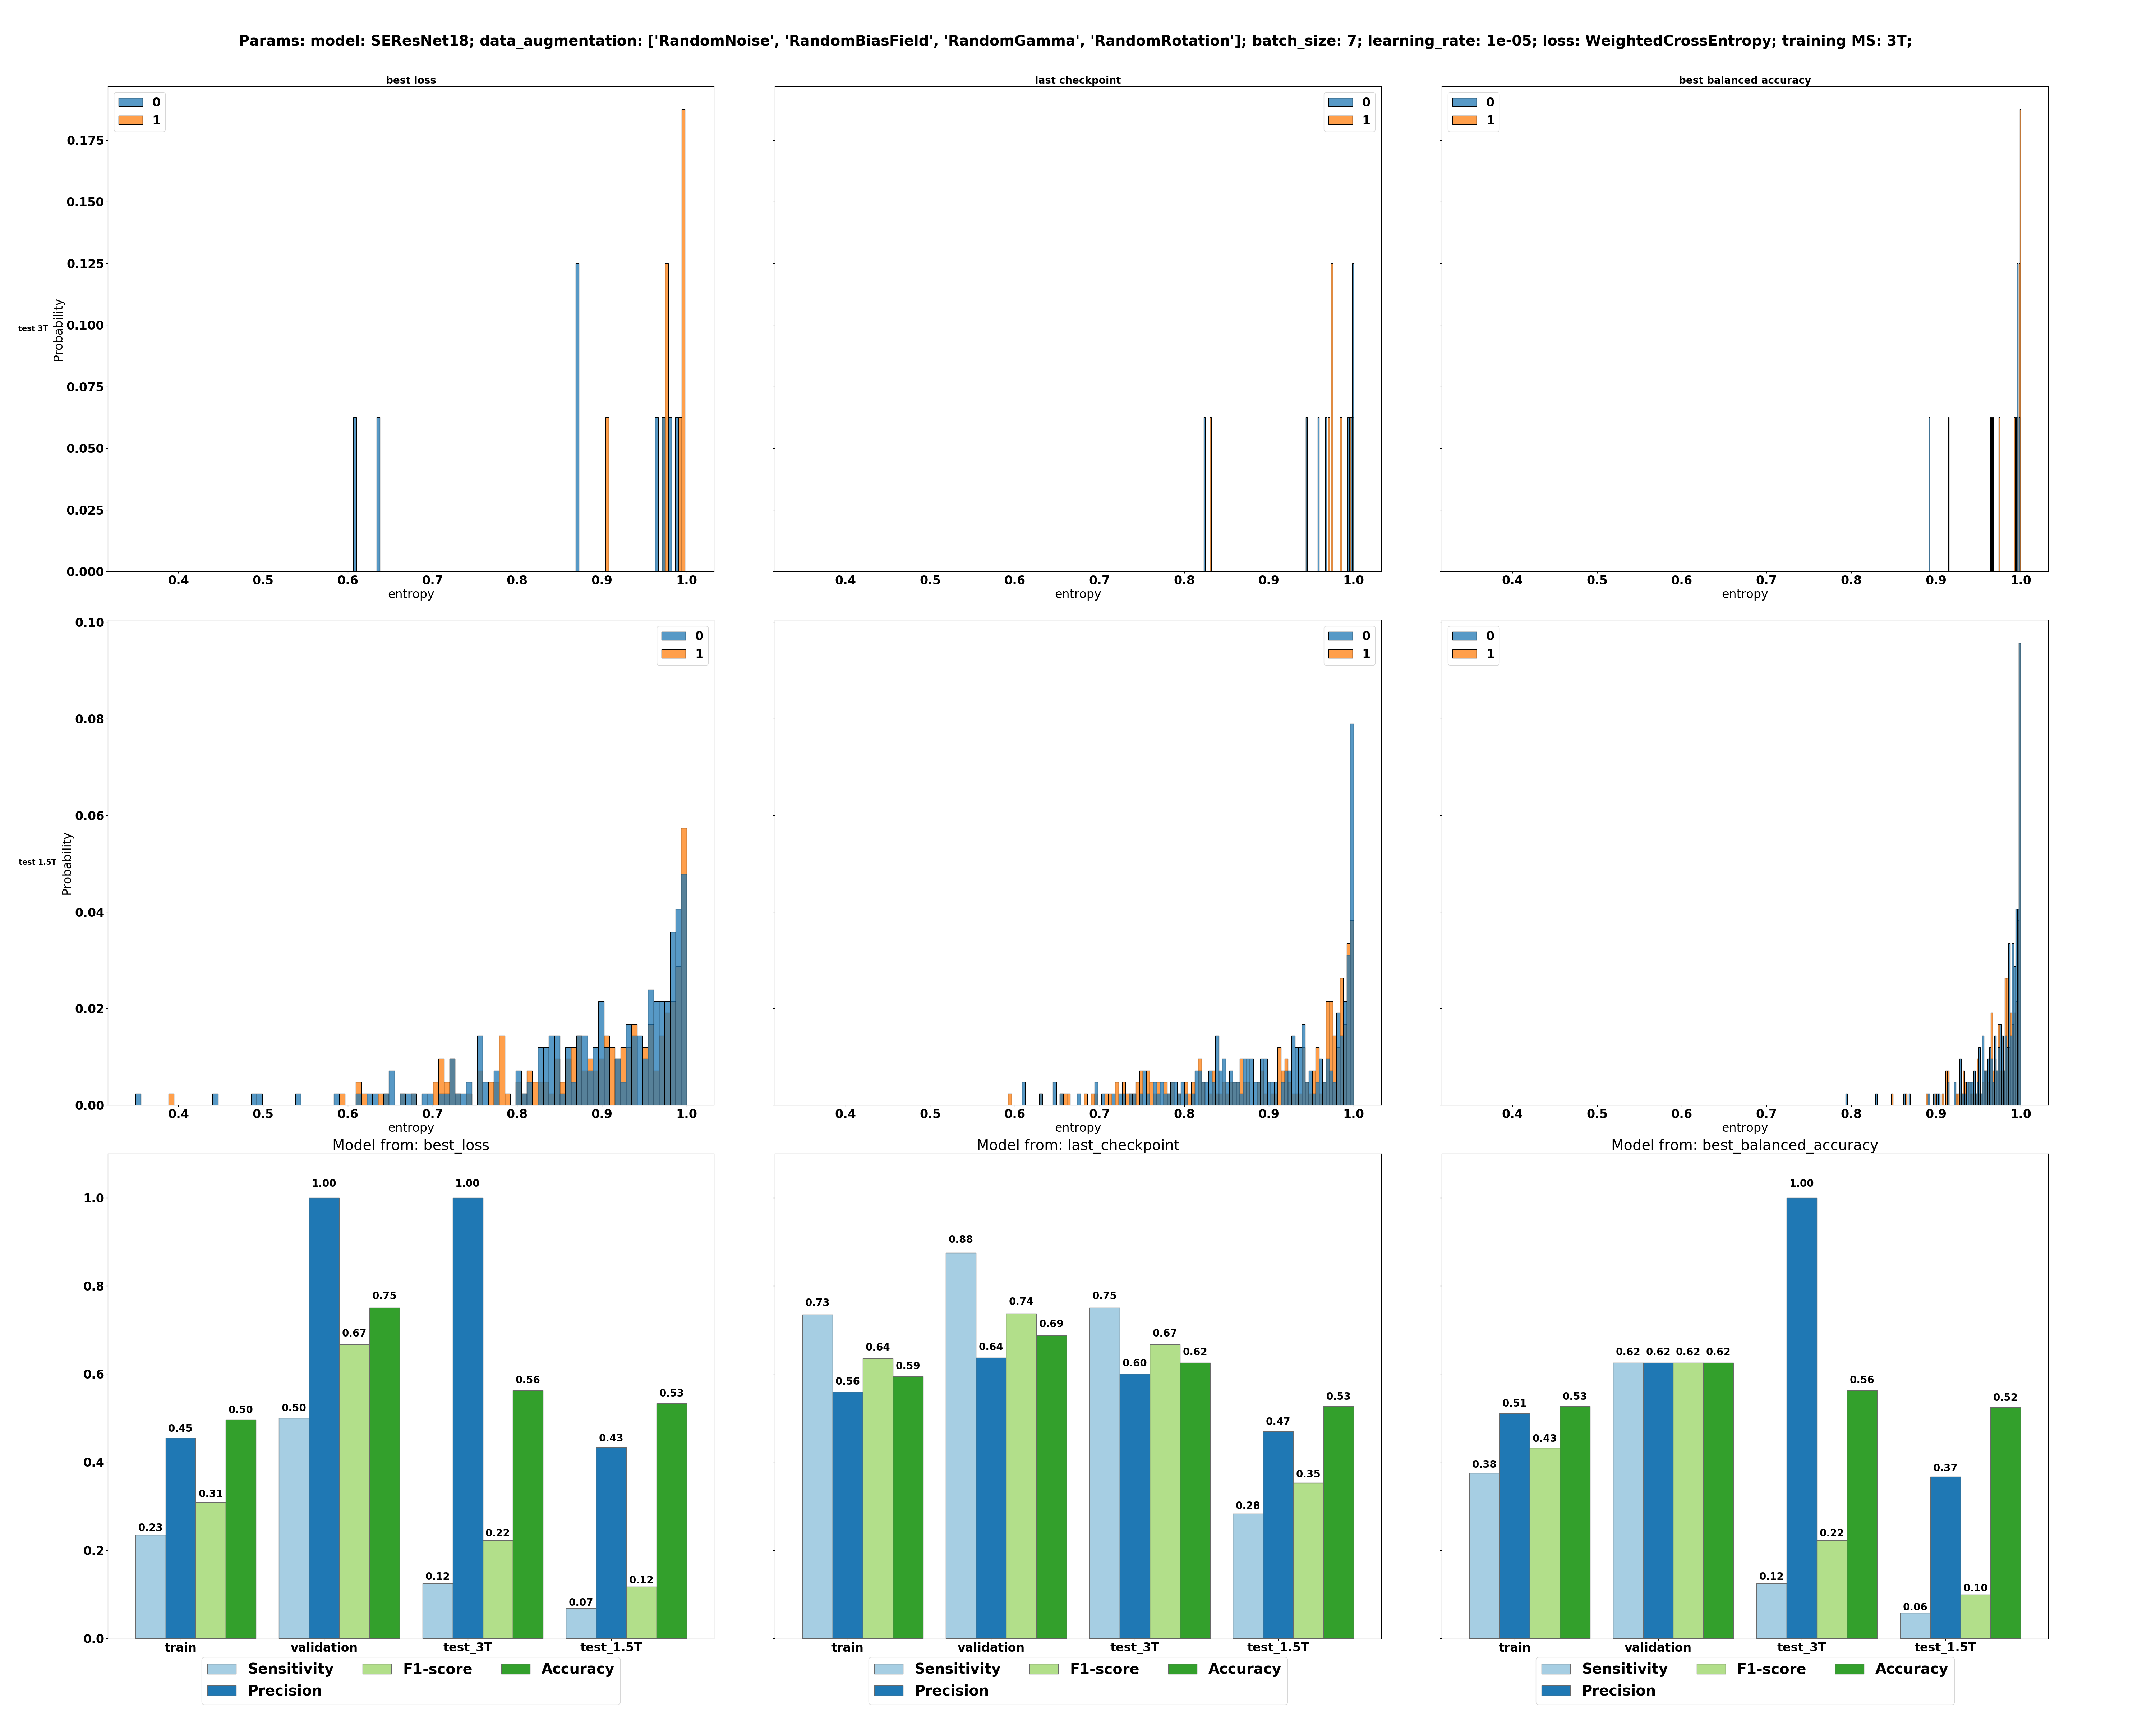 Params: model: SEResNet18; data_augmentation: ['RandomNoise', 'RandomBiasField', 'RandomGamma', 'RandomRotation']; batch_size: 7; learning_rate: 1e-05; loss: WeightedCrossEntropy; training MS: 3T;
best loss
0
1
0.175
0.150
0.125
0.100
0.075
0.050
0.025
0.000
test 3T
Probability
0.4 0.5 0.6 0.7 0.8 0.9 1.0
entropy
last checkpoint
0
1
0.4 0.5 0.6 0.7 0.8 0.9 1.0
entropy
best balanced accuracy
0
1
0.4 0.5 0.6 0.7 0.8 0.9 1.0
entropy
0.10
0.08
0.06
0.04
0.02
0.00
test 1.5T
Probability
0
1
0.4 0.5 0.6 0.7 0.8 0.9 1.0
entropy
0
1
0.4 0.5 0.6 0.7 0.8 0.9 1.0
entropy
0
1
0.4 0.5 0.6 0.7 0.8 0.9 1.0
entropy
Model from: best_loss
1.0
0.8
0.6
0.4
0.2
0.0
0.23 0.45 0.31 0.50
0.50 1.00 0.67 0.75
0.12 1.00 0.22 0.56
0.07 0.43 0.12 0.53
train validation test_3T test_1.5T
Sensitivity F1-score Accuracy
Precision
Model from: last_checkpoint
0.73 0.56 0.64 0.59
0.88 0.64 0.74 0.69
0.75 0.60 0.67 0.62
0.28 0.47 0.35 0.53
train validation test_3T test_1.5T
Sensitivity F1-score Accuracy
Precision
Model from: best_balanced_accuracy
0.38 0.51 0.43 0.53
0.62 0.62 0.62 0.62
0.12 1.00 0.22 0.56
0.06 0.37 0.10 0.52
train validation test_3T test_1.5T
Sensitivity F1-score Accuracy
Precision